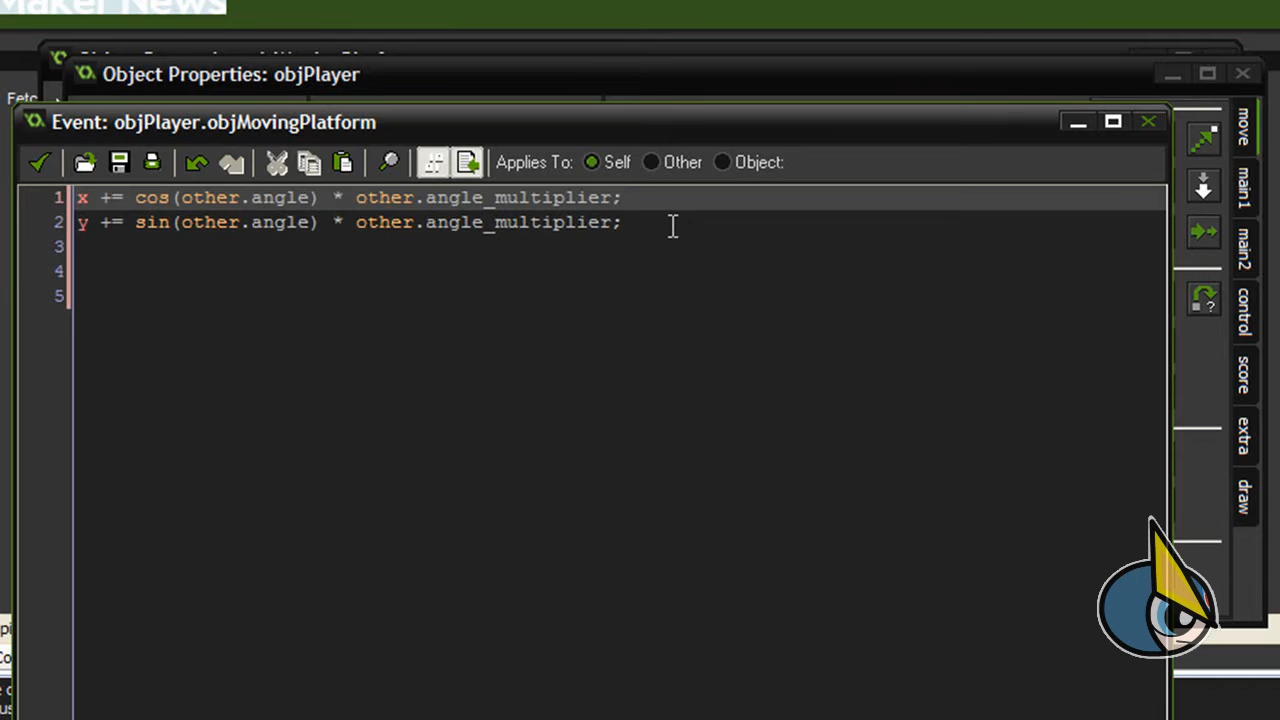 Maker News
Object Properties: objPlayer
Fetc
Event: objPlayer.objMovingPlatform
Applies To: Self Other Object:
1 x += cos(other.angle) * other.angle_multiplier;
2 y += sin(other.angle) * other.angle_multiplier;
3
4
5
move
main1
main2
control
score
extra
draw
?